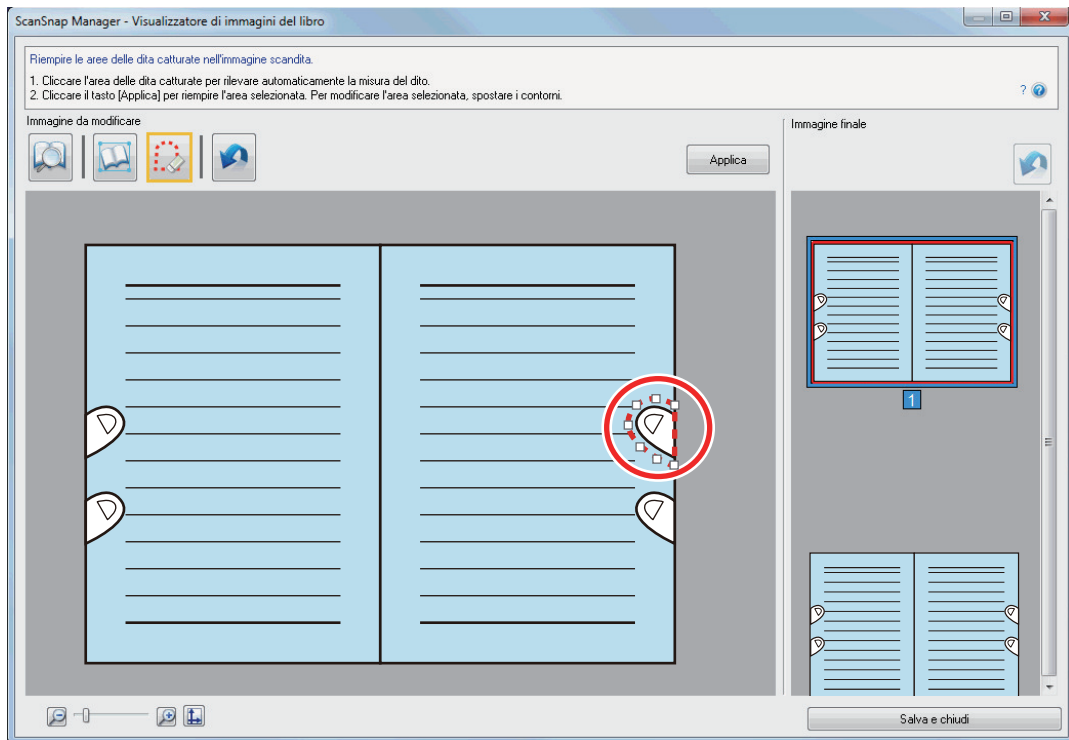 ScanSnap Manager - Visualizzatore di immagini del libro
Riempire le aree delle dita catturate nell'immagine scandita.
1. Cliccare l'area delle dita catturate per rilevare automaticamente la misura del dito.
2. Cliccare il tasto [Applica] per riempire l'area selezionata. Per modificare l'area selezionata, spostare i contorni.
? ?
Immagine da modificare
Immagine finale
Applica
1
Salva e chiudi